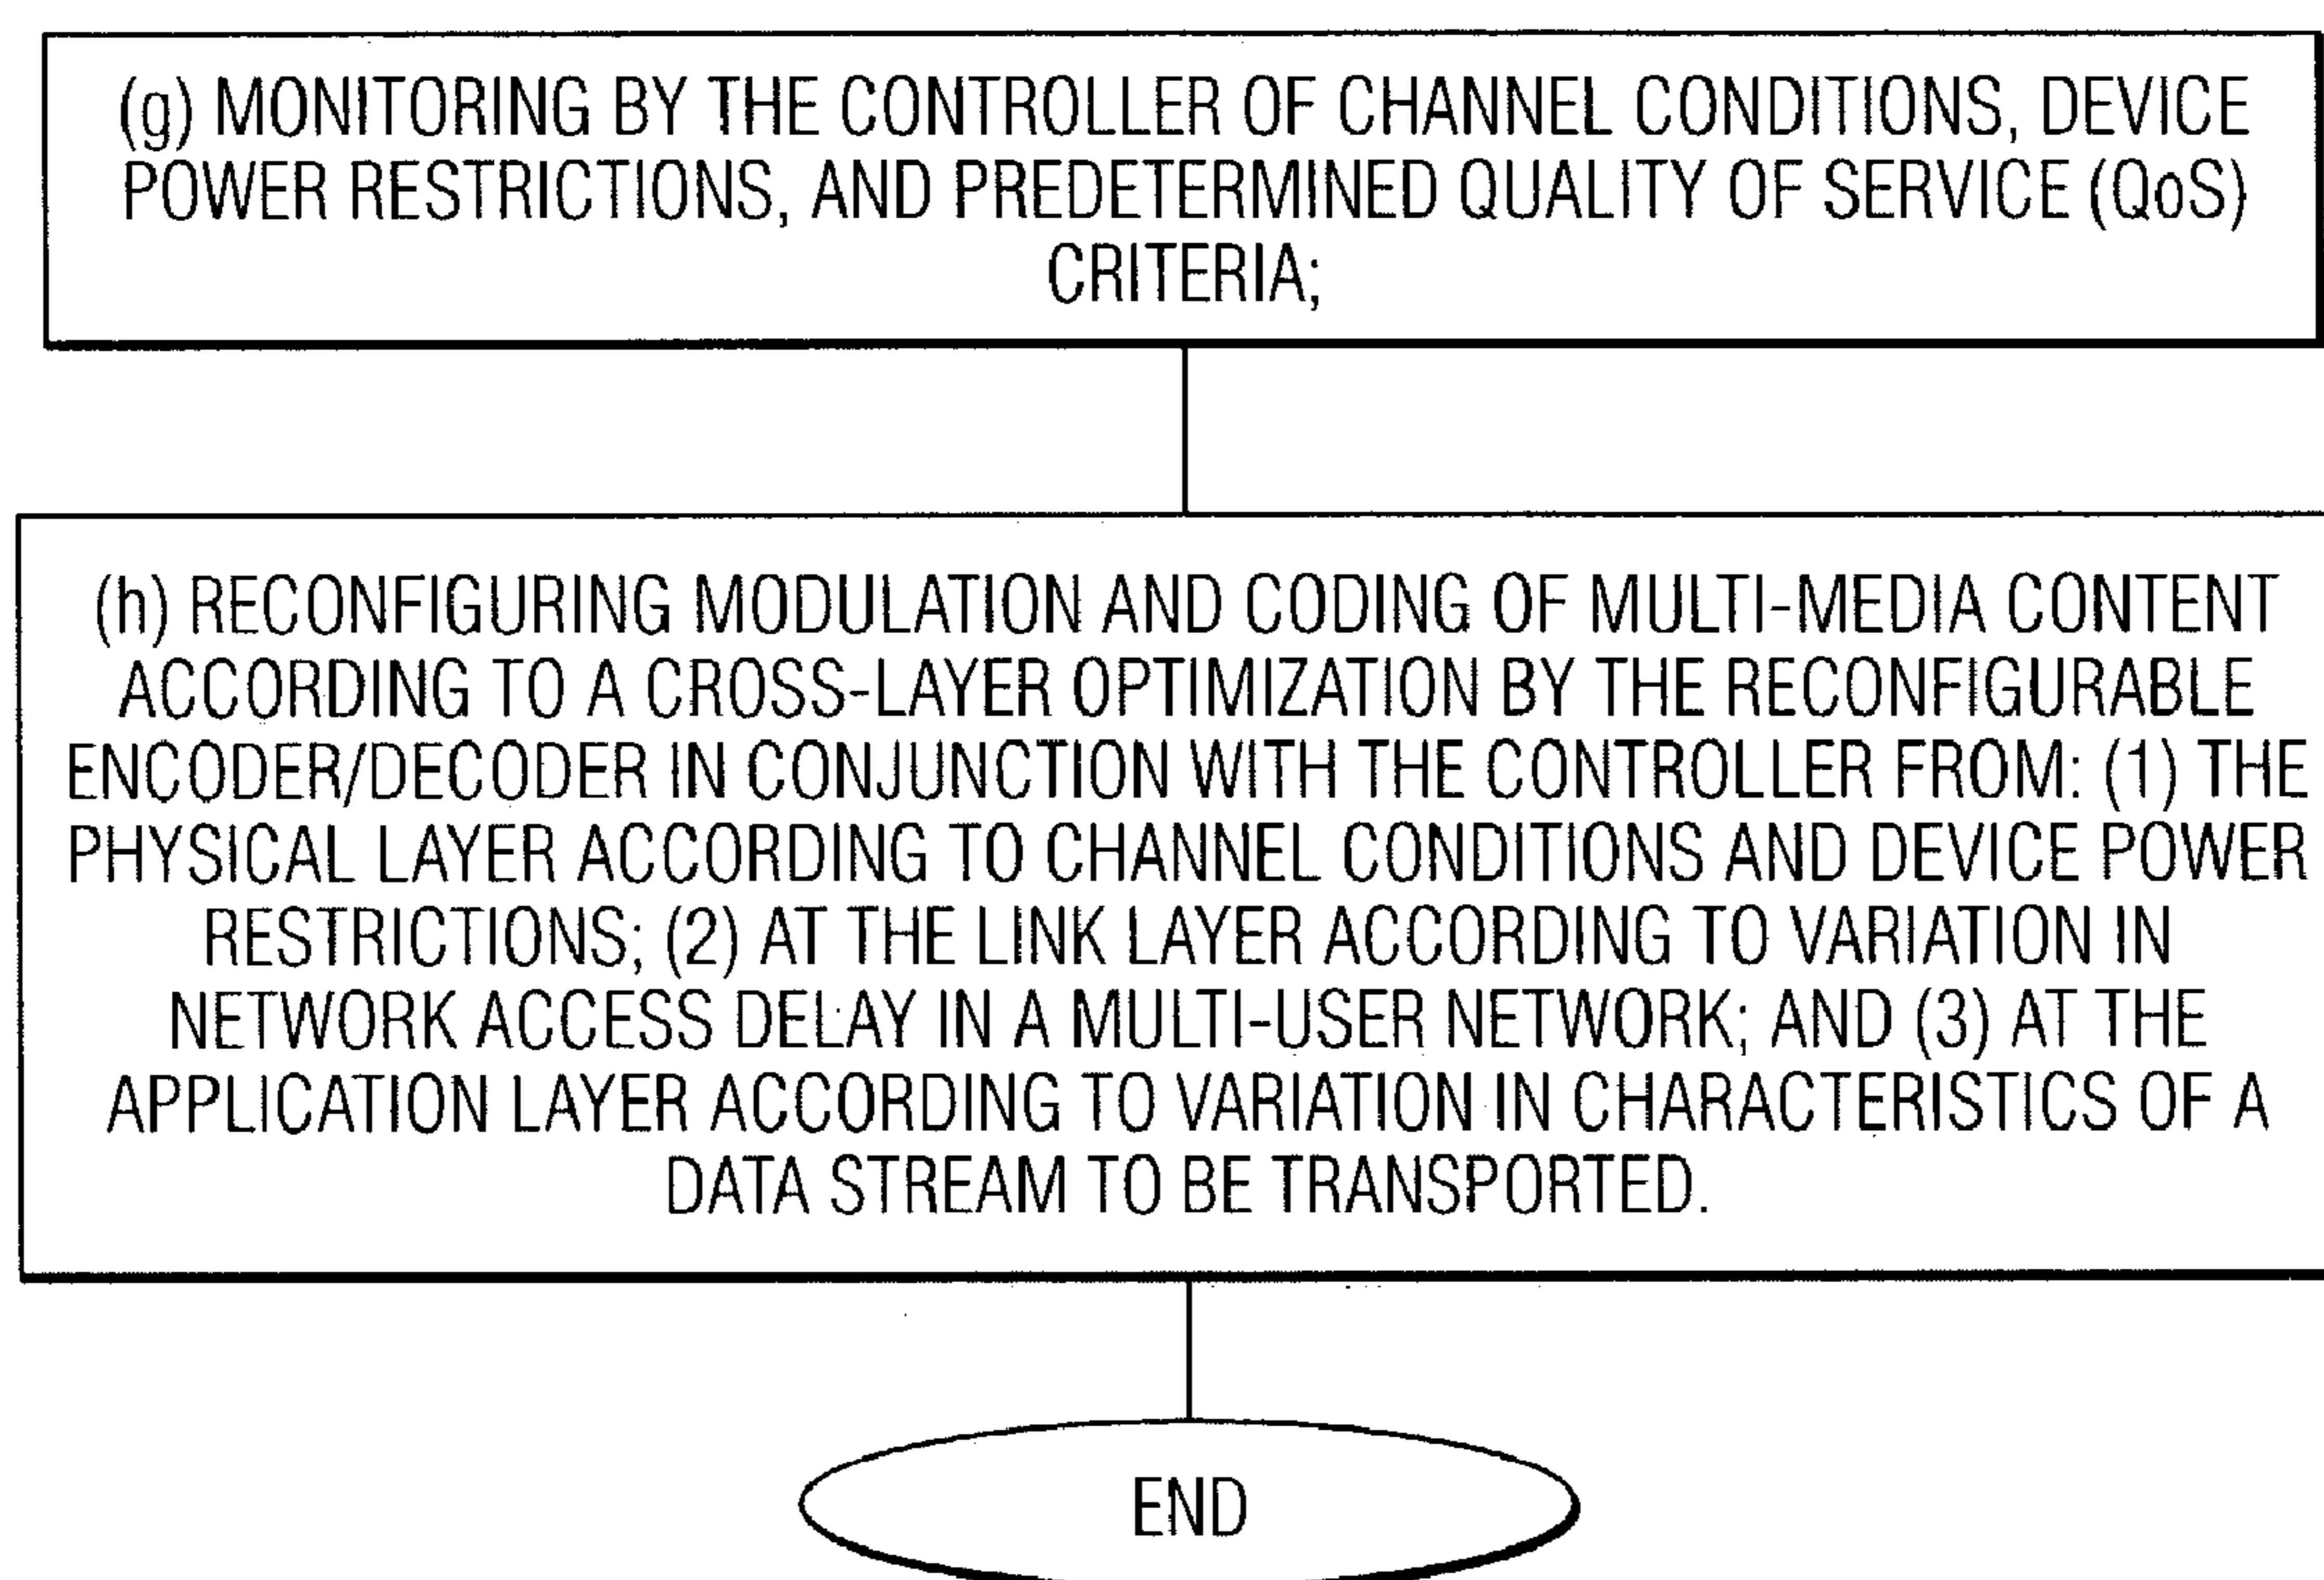 (g) MONITORING BY THE CONTROLLER OF CHANNEL CONDITIONS, DEVICE
POWER RESTRICTIONS, AND PREDETERMINED QUALITY OF SERVICE (QoS)
CRITERIA;
(h) RECONFIGURING MODULATION AND CODING OF MULTI-MEDIA CONTENT
ACCORDING TO A CROSS-LAYER OPTIMIZATION BY THE RECONFIGURABLE
ENCODER/DECODER IN CONJUNCTION WITH THE CONTROLLER FROM: (1) THE
PHYSICAL LAYER ACCORDING TO CHANNEL CONDITIONS AND DEVICE POWER
RESTRICTIONS; (2) AT THE LINK LAYER ACCORDING TO VARIATION IN
NETWORK ACCESS DELAY IN A MULTI-USER NETWORK; AND (3) AT THE
APPLICATION LAYER ACCORDING TO VARIATION IN CHARACTERISTICS OF A
DATA STREAM TO BE TRANSPORTED.
END